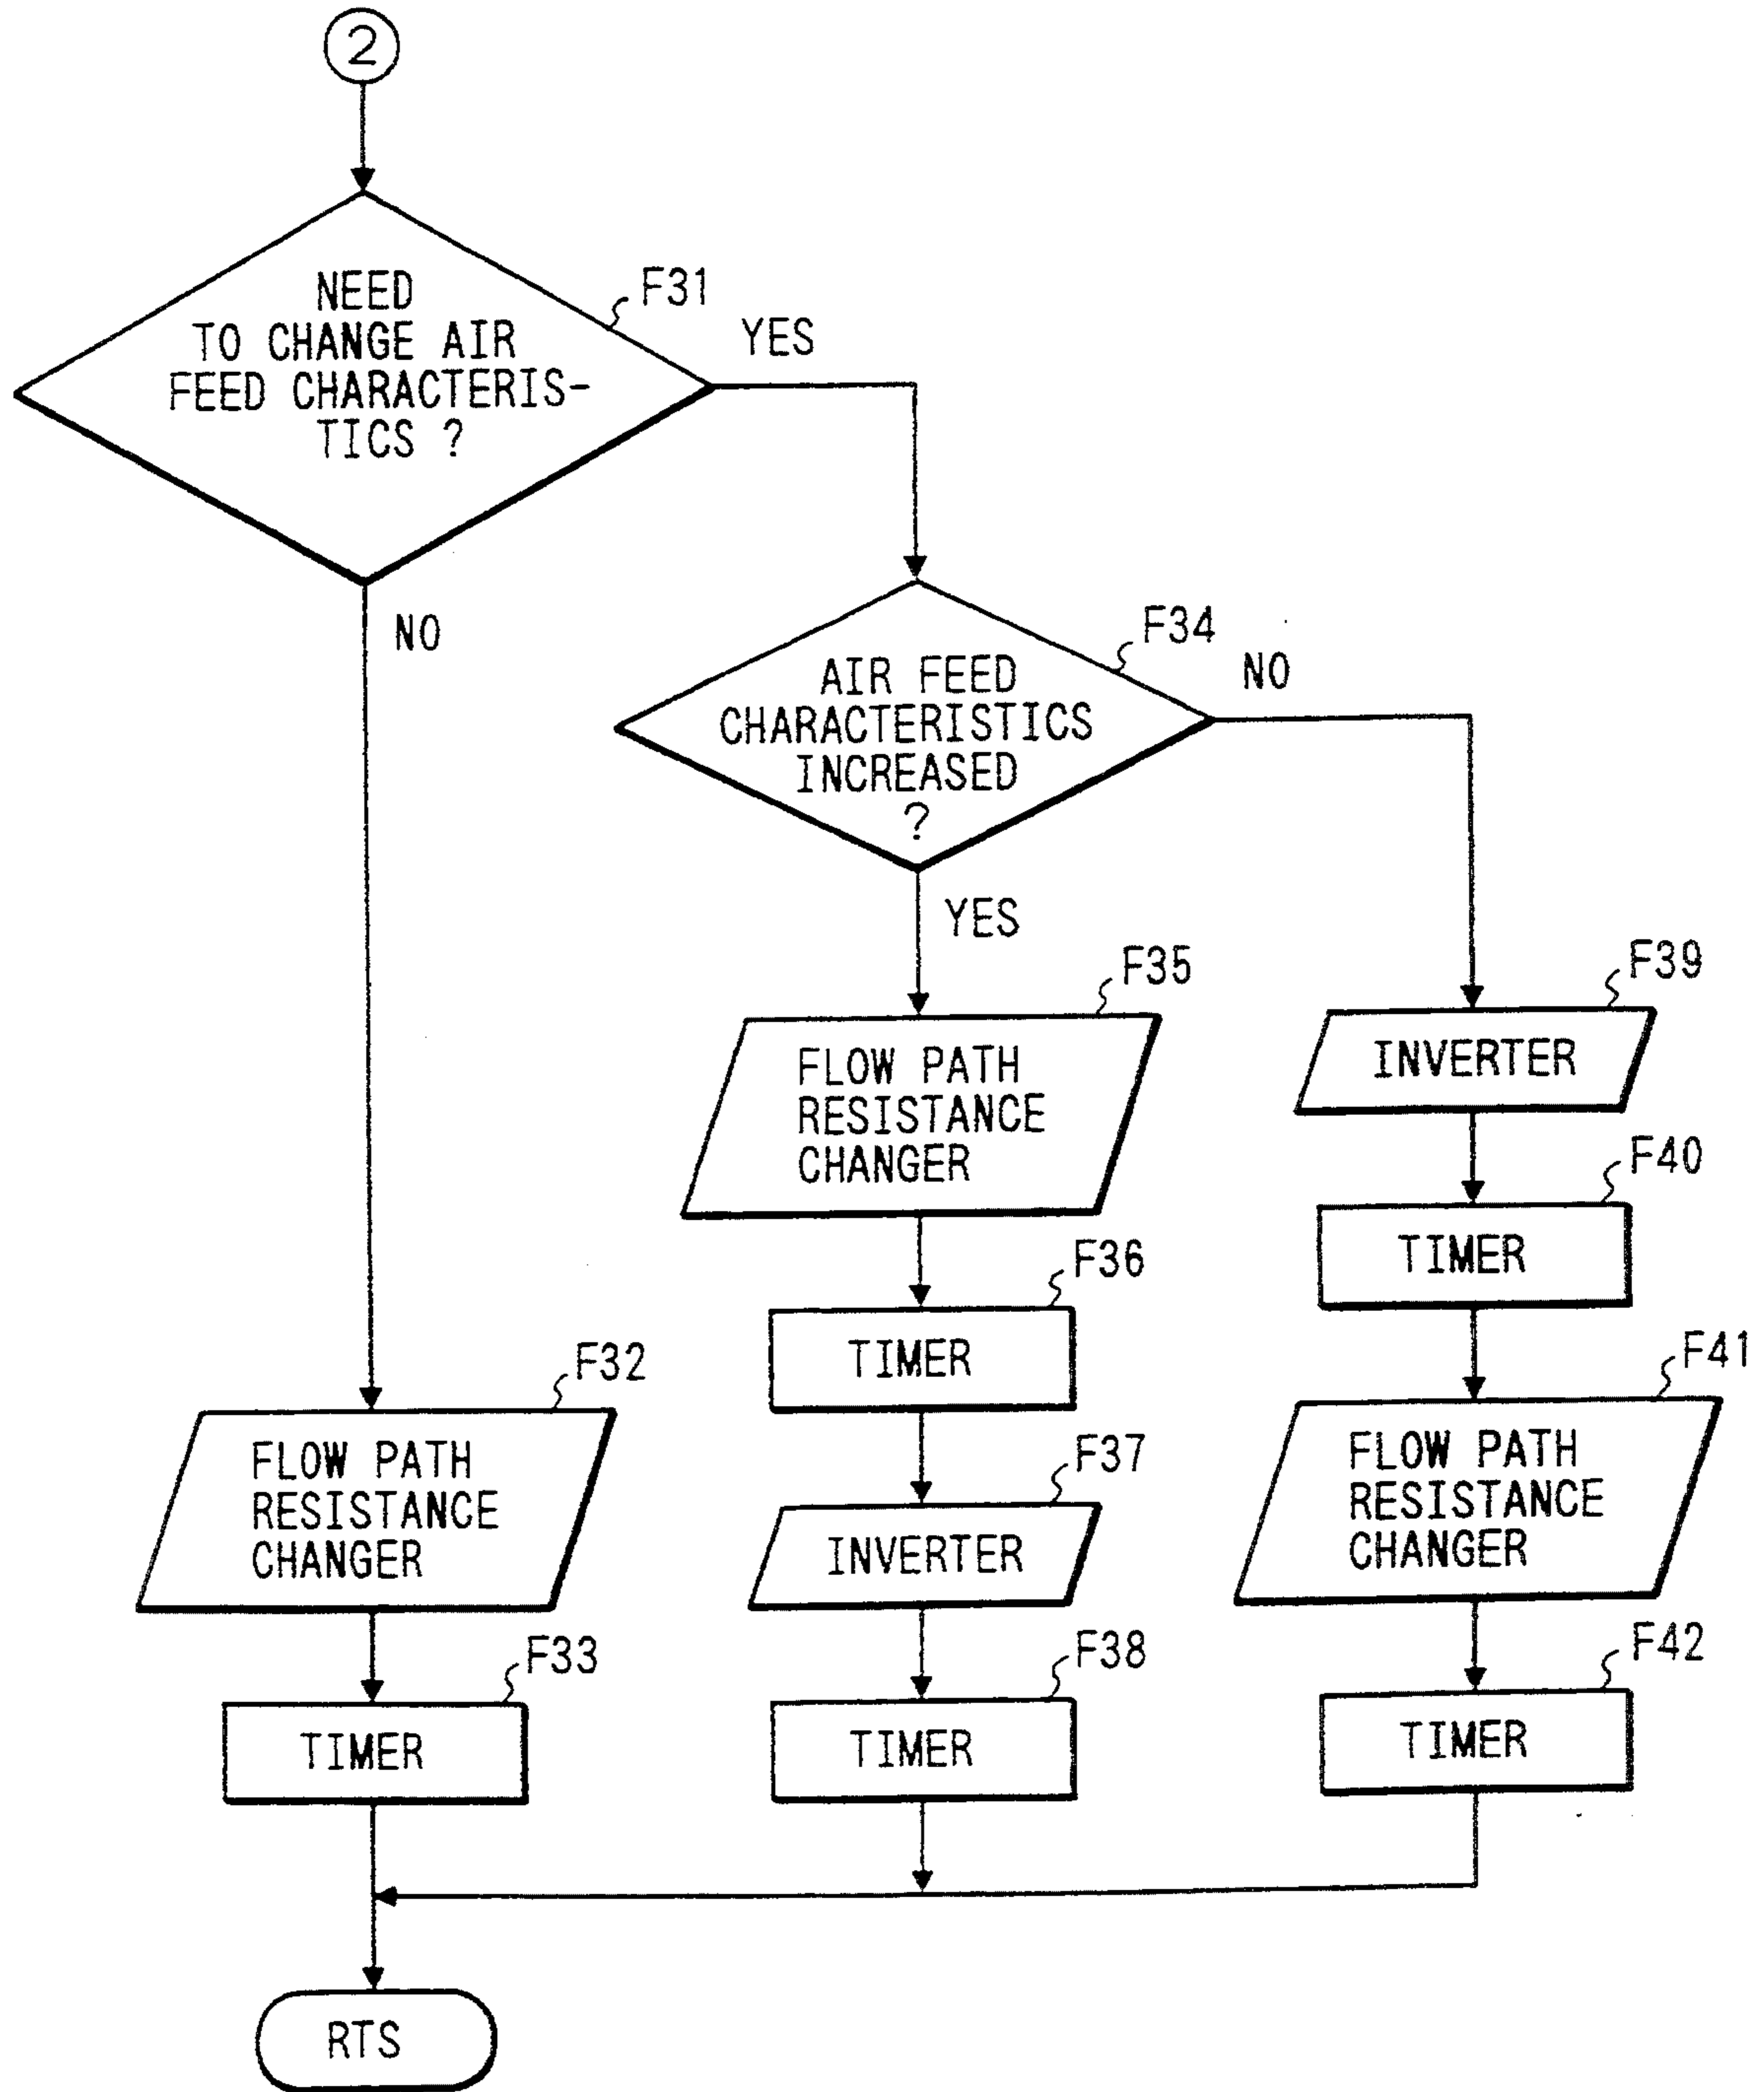 2
NEED
TO CHANGE AIR
FEED CHARACTERIS-
TICS ?
F31
YES
NO
AIR FEED
CHARACTERISTICS
INCREASED
?
F34
NO
YES
F35
FLOW PATH
RESISTANCE
CHANGER
F39
INVERTER
F40
TIMER
F36
TIMER
F41
FLOW PATH
RESISTANCE
CHANGER
F32
FLOW PATH
RESISTANCE
CHANGER
F37
INVERTER
F33
TIMER
F38
TIMER
F42
TIMER
RTS